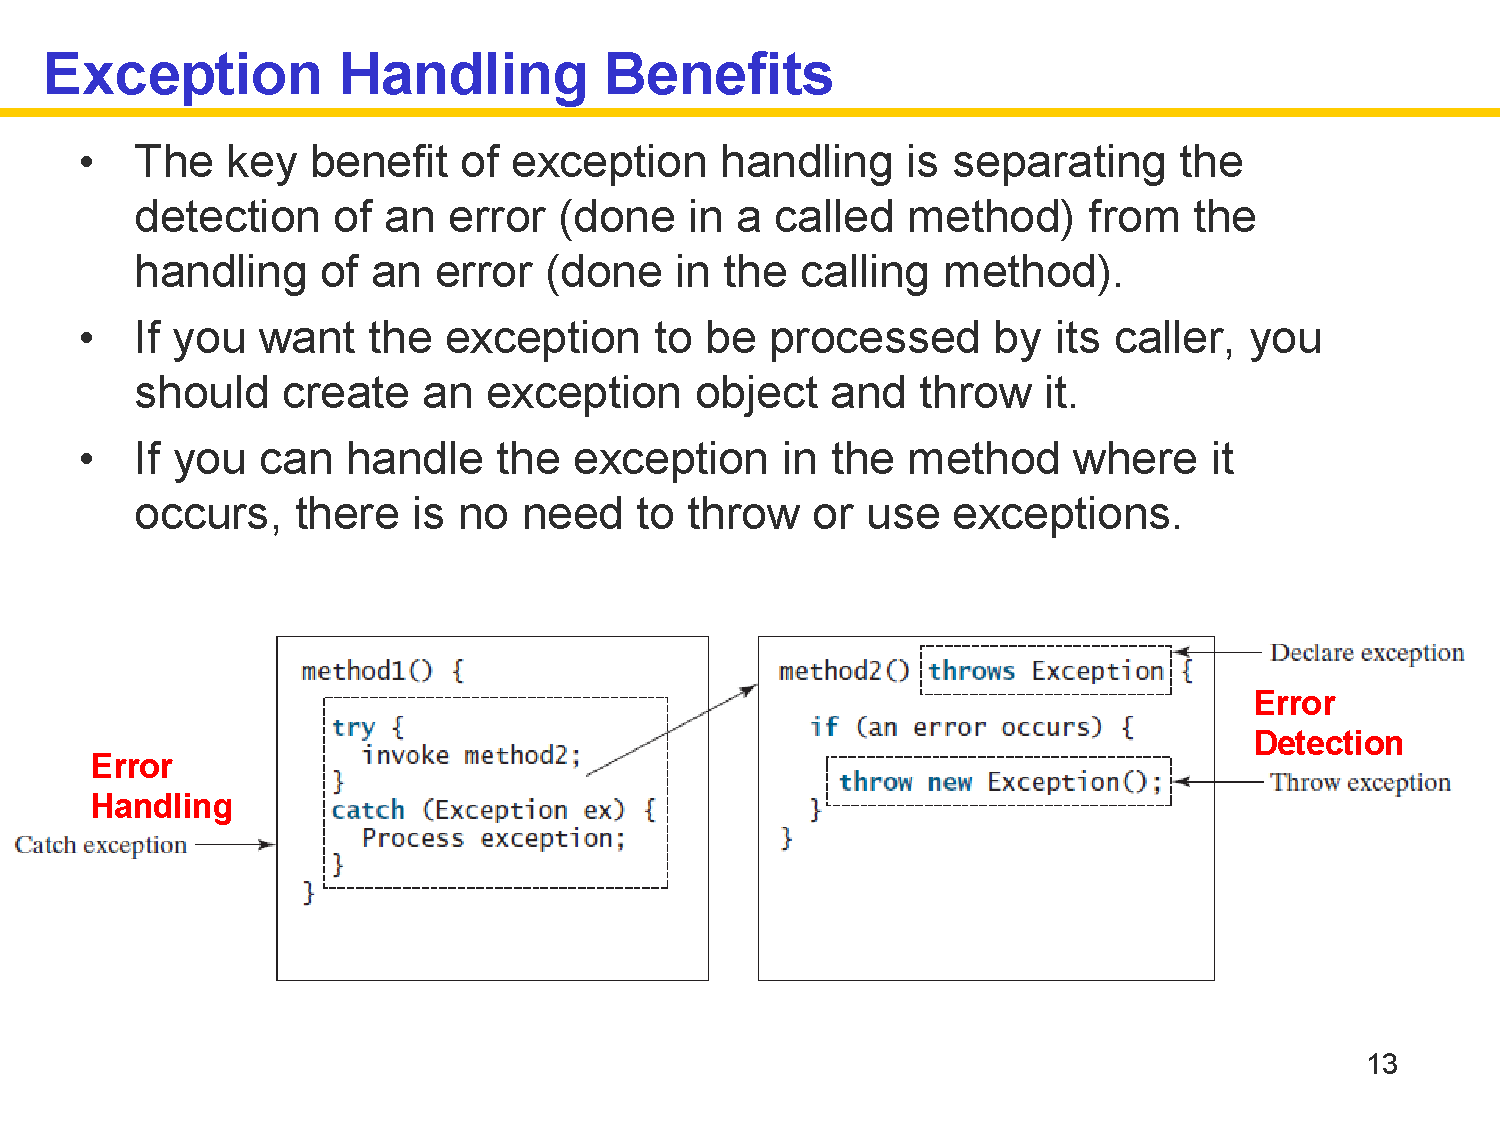 Exception Handling Benefits
• The key benefit of exception handling is separating the
detection of an error (done in a called method) from the
handling of an error (done in the calling method).
• If you want the exception to be processed by its caller, you
should create an exception object and throw it.
• If you can handle the exception in the method where it
occurs, there is no need to throw or use exceptions.
Error
Handling
Catch exception
method1() {
try {
invoke method2;
}
catch (Exception ex) {
Process exception;
}
}
method2() throws Exception {
if (an error occurs) {
throw new Exception();
}
}
Declare exception
Error
Detection
Throw exception
13